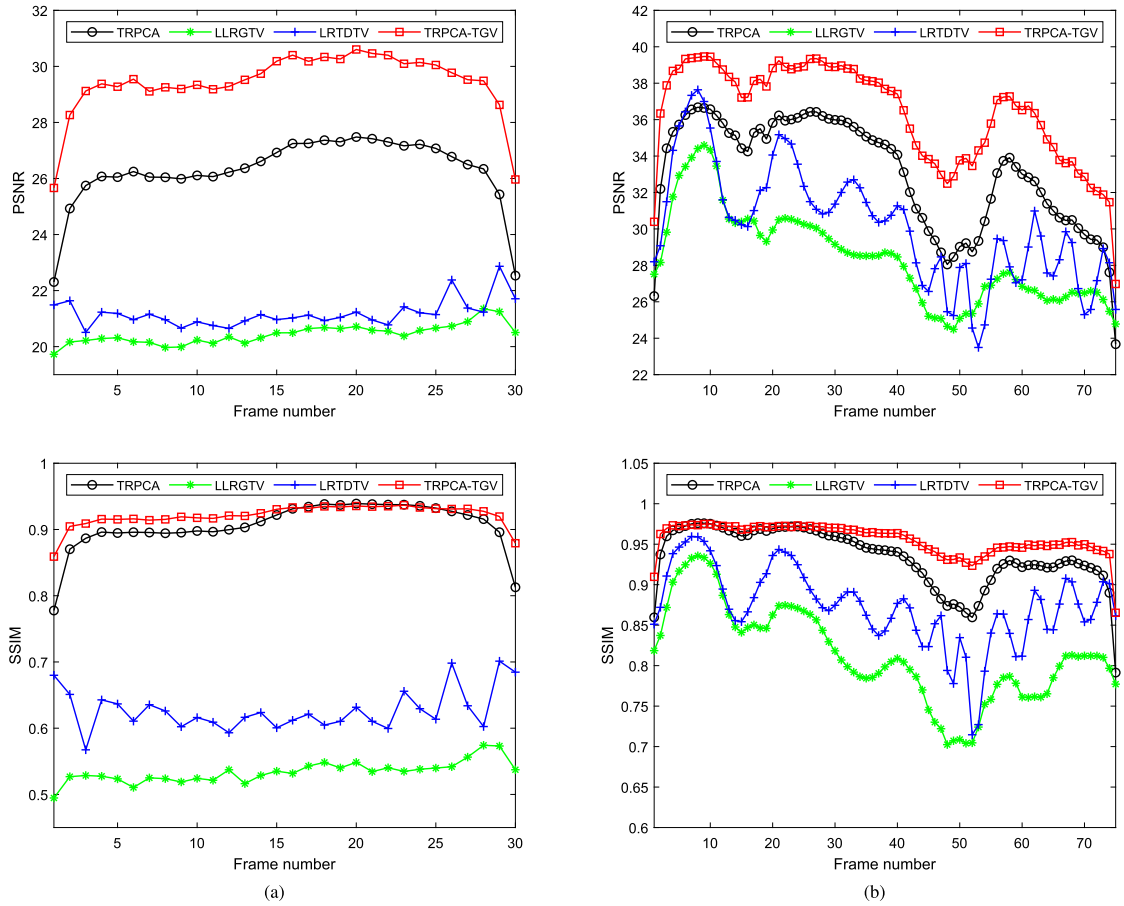 TRPCA LLRGTV LRTDTV TRPCA-TGV
32
30
28
26
24
22
20
PSNR
5 10 15 20 25 30
Frame number
TRPCA LLRGTV LRTDTV TRPCA-TGV
42
40
38
36
34
32
30
28
26
24
22
PSNR
10 20 30 40 50 60 70
Frame number
TRPCA LLRGTV LRTDTV TRPCA-TGV
1
0.9
0.8
0.7
0.6
0.5
SSIM
5 10 15 20 25 30
Frame number
(a)
TRPCA LLRGTV LRTDTV TRPCA-TGV
1.05
1
0.95
0.9
0.85
0.8
0.75
0.7
0.65
0.6
SSIM
10 20 30 40 50 60 70
Frame number
(b)